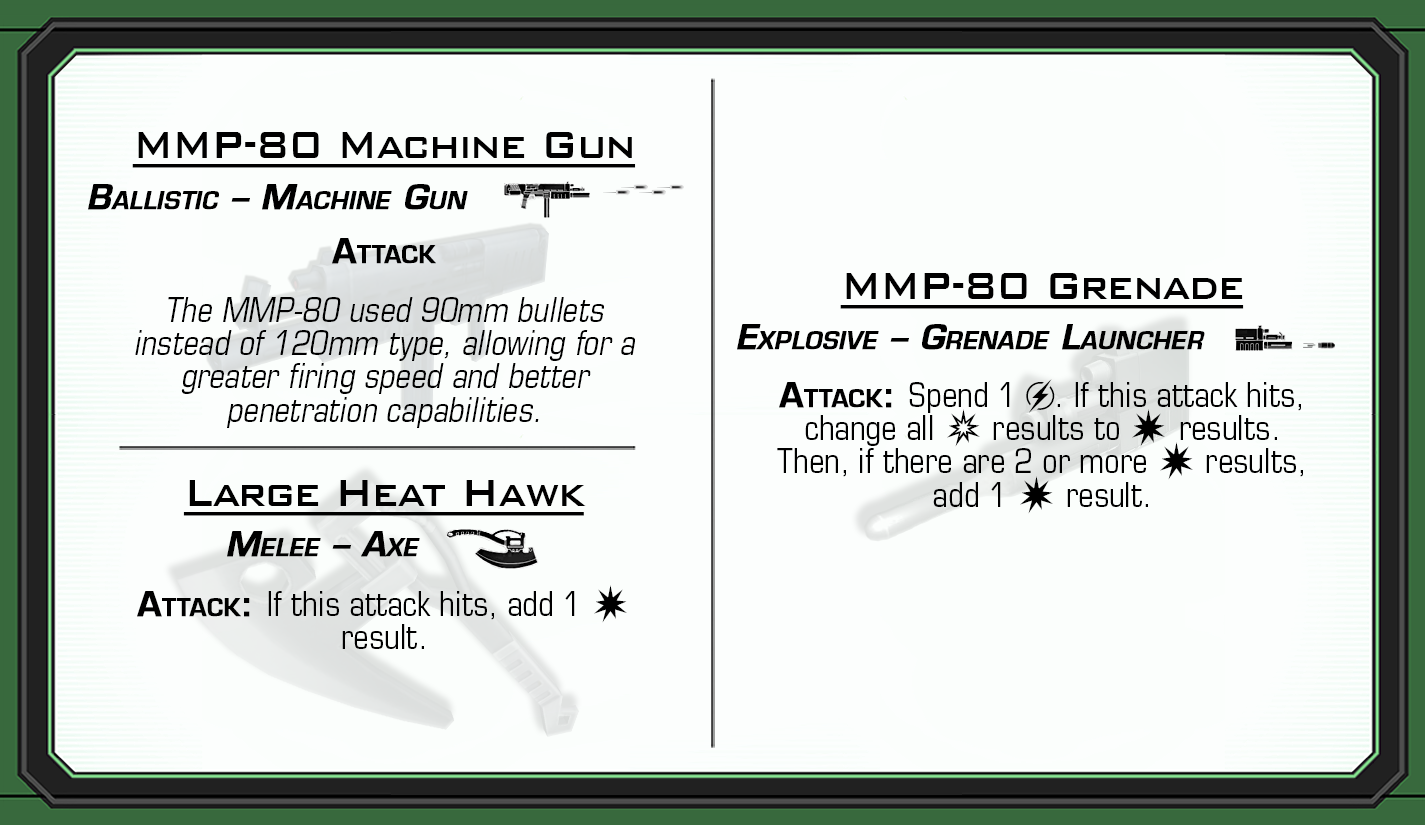 MMP-80 Machine Gun
Ballistic – Machine Gun
Attack
The MMP-80 used 90mm bullets
instead of 120mm type, allowing for a
greater firing speed and better
penetration capabilities.
Large Heat Hawk
Melee – Axe
Attack: If this attack hits, add 1
result.
MMP-80 Grenade
Explosive – Grenade Launcher
Attack: Spend 1 . If this attack hits,
change all results to results.
Then, if there are 2 or more results,
add 1 result.